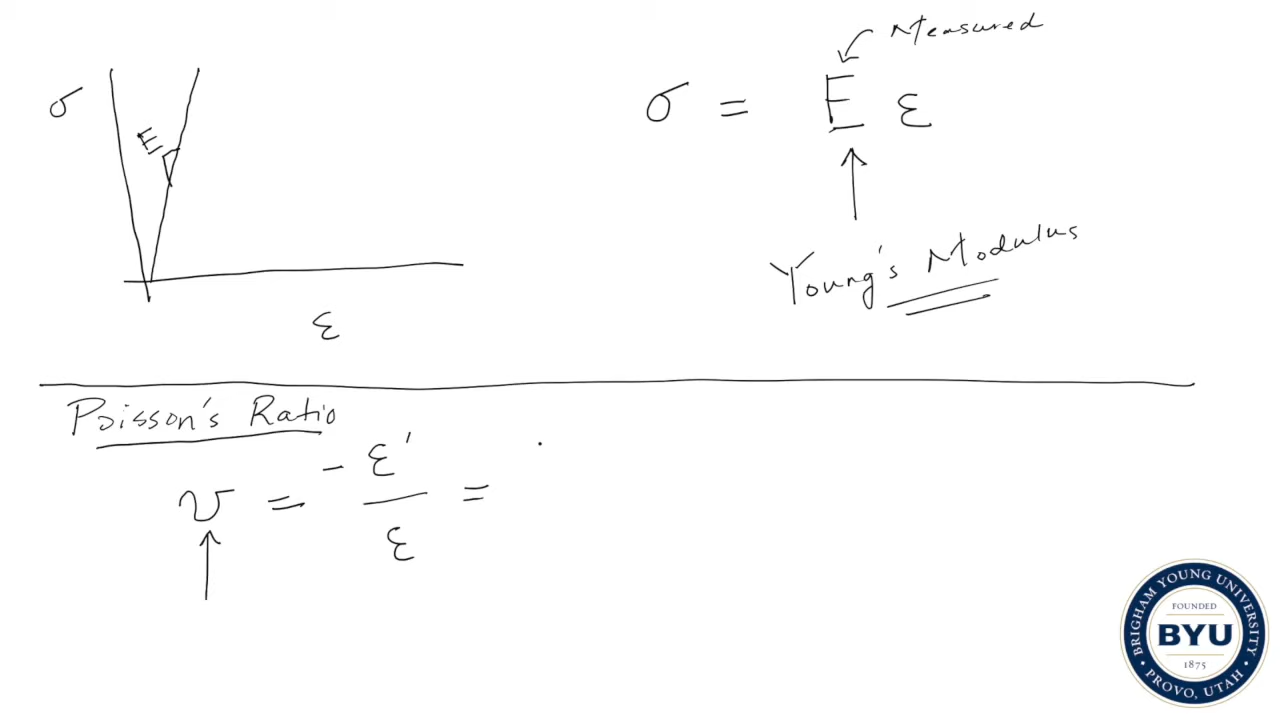 Measured
σ
E
σ = E ε
Young's Modulus
ε
Poisson's Ratio
ν = - ε' / ε =
BRIGHAM YOUNG UNIVERSITY
FOUNDED
BYU
1875
PROVO, UTAH